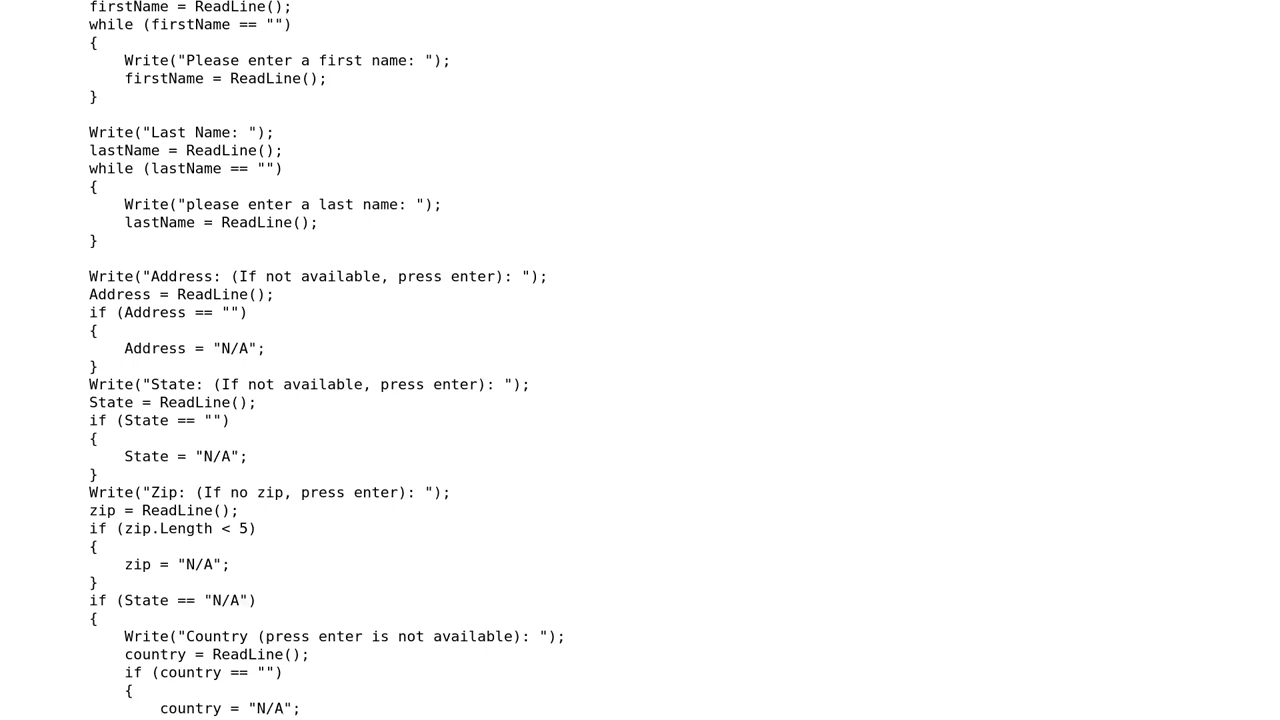 firstName = ReadLine();
while (firstName == "")
{
    Write("Please enter a first name: ");
    firstName = ReadLine();
}

Write("Last Name: ");
lastName = ReadLine();
while (lastName == "")
{
    Write("please enter a last name: ");
    lastName = ReadLine();
}

Write("Address: (If not available, press enter): ");
Address = ReadLine();
if (Address == "")
{
    Address = "N/A";
}
Write("State: (If not available, press enter): ");
State = ReadLine();
if (State == "")
{
    State = "N/A";
}
Write("Zip: (If no zip, press enter): ");
zip = ReadLine();
if (zip.Length < 5)
{
    zip = "N/A";
}
if (State == "N/A")
{
    Write("Country (press enter is not available): ");
    country = ReadLine();
    if (country == "")
    {
        country = "N/A";